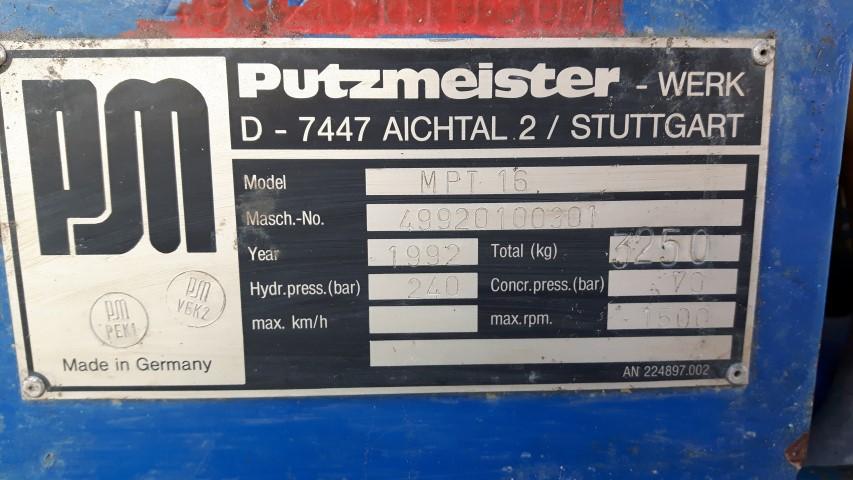 PM
Putzmeister - WERK
D - 7447 AICHTAL 2 / STUTTGART
Model MPT 16
Masch.-No. 49920100301
Year 1992 Total (kg) 3250
Hydr.press.(bar) 240 Concr.press.(bar)
max. km/h max.rpm. 1600
PM PEK1
PM V6K2
Made in Germany
AN 224897.002